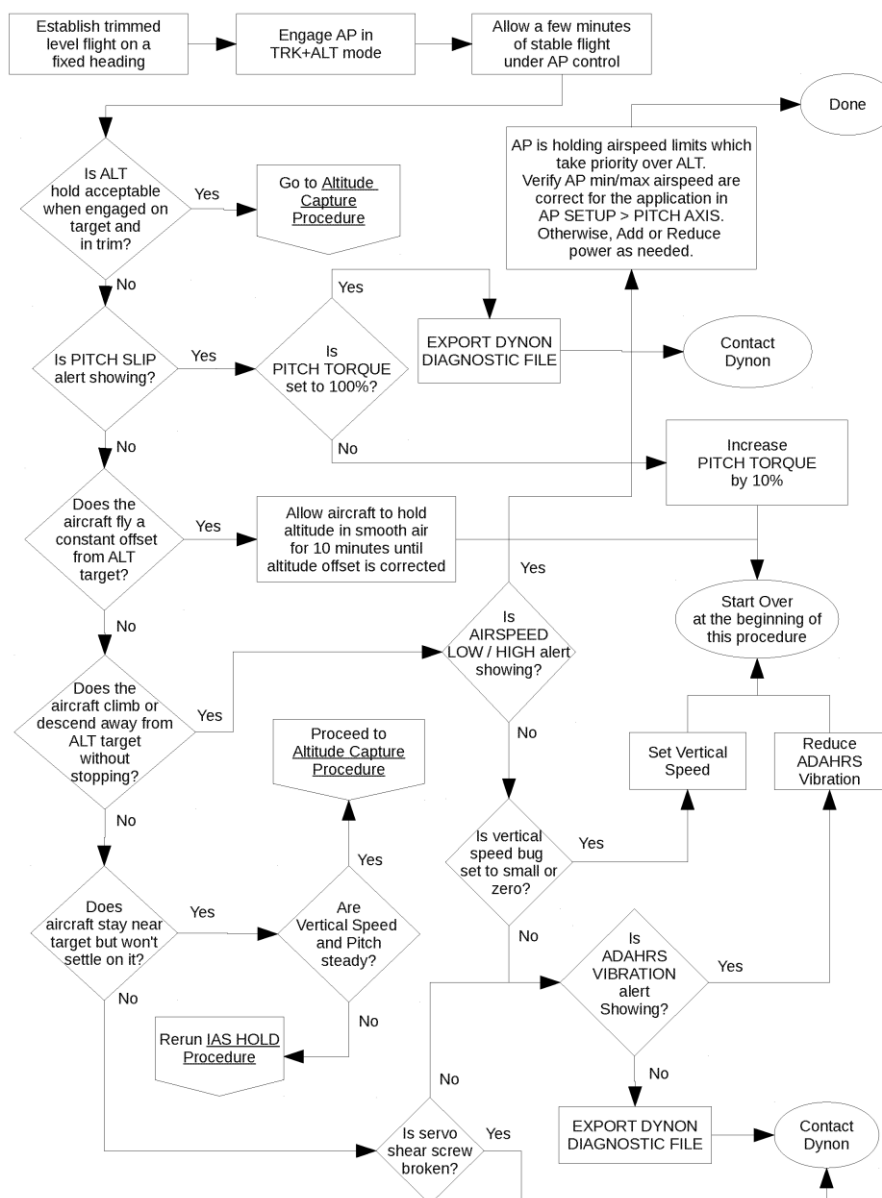 Establish trimmed
level flight on a
fixed heading
Engage AP in
TRK+ALT mode
Allow a few minutes
of stable flight
under AP control
Done
AP is holding airspeed limits which
take priority over ALT.
Verify AP min/max airspeed are
correct for the application in
AP SETUP > PITCH AXIS.
Otherwise, Add or Reduce
power as needed.
Is ALT
hold acceptable
when engaged on
target and
in trim?
Yes
Go to Altitude
Capture
Procedure
No
Is PITCH SLIP
alert showing?
Yes
Is
PITCH TORQUE
set to 100%?
Yes
EXPORT DYNON
DIAGNOSTIC FILE
Contact
Dynon
No
Increase
PITCH TORQUE
by 10%
No
Does the
aircraft fly a
constant offset
from ALT
target?
Yes
Allow aircraft to hold
altitude in smooth air
for 10 minutes until
altitude offset is corrected
Start Over
at the beginning of
this procedure
No
Does the
aircraft climb or
descend away from
ALT target
without
stopping?
Yes
Is
AIRSPEED
LOW / HIGH alert
showing?
Yes
No
Is vertical
speed bug
set to small or
zero?
Yes
Set Vertical
Speed
Reduce
ADAHRS
Vibration
No
No
Does
aircraft stay near
target but won't
settle on it?
Yes
Are
Vertical Speed
and Pitch
steady?
Yes
Proceed to
Altitude Capture
Procedure
No
Rerun IAS HOLD
Procedure
No
Is servo
shear screw
broken?
Yes
No
Is
ADAHRS
VIBRATION
alert
Showing?
Yes
No
EXPORT DYNON
DIAGNOSTIC FILE
Contact
Dynon